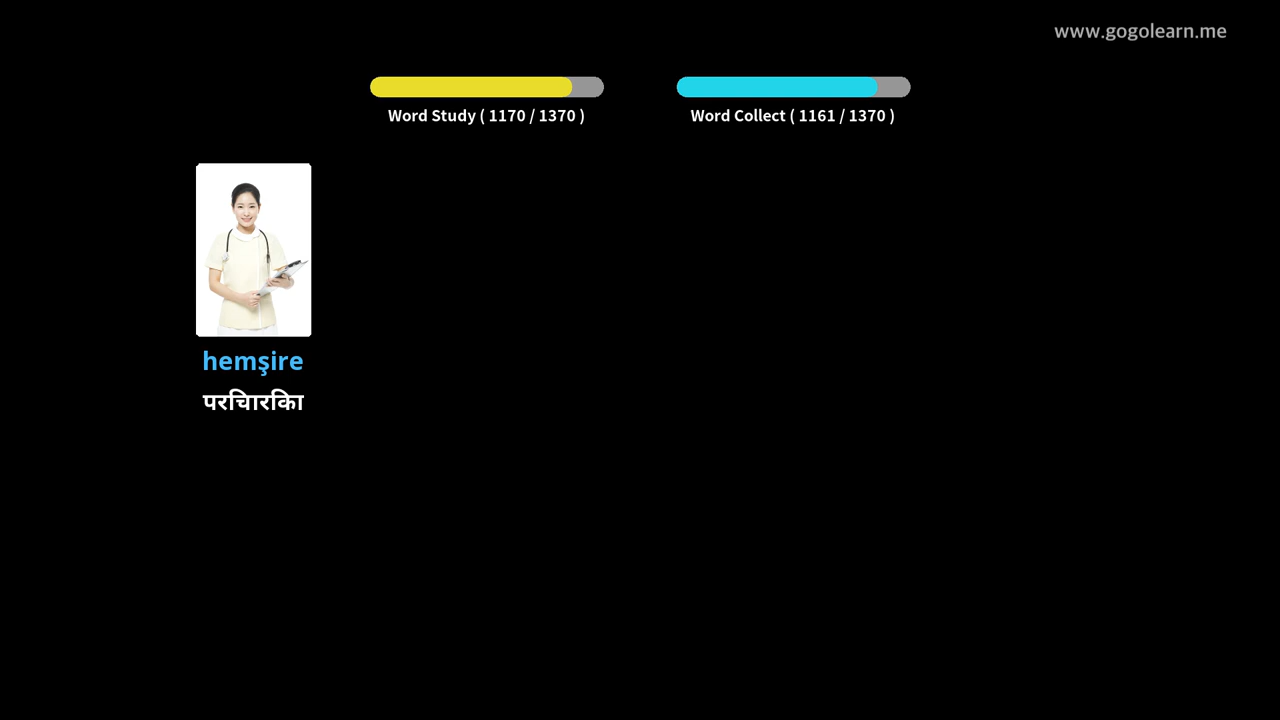 www.gogolearn.me
Word Study ( 1170 / 1370 )
Word Collect ( 1161 / 1370 )
hemşire
परिचारिका